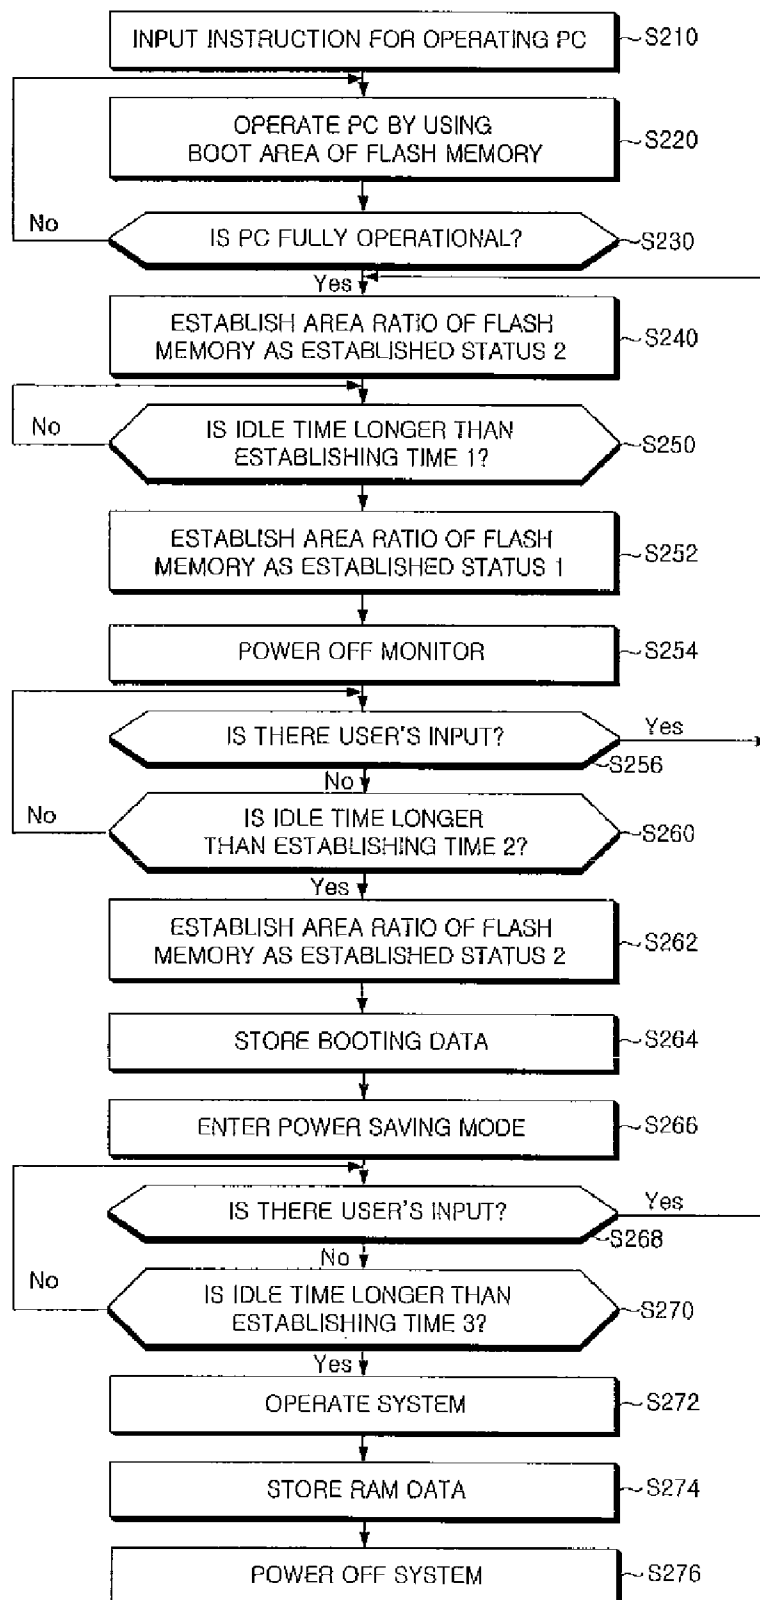 INPUT INSTRUCTION FOR OPERATING PC
S210
OPERATE PC BY USING
BOOT AREA OF FLASH MEMORY
S220
No
IS PC FULLY OPERATIONAL?
S230
Yes
ESTABLISH AREA RATIO OF FLASH
MEMORY AS ESTABLISHED STATUS 2
S240
No
IS IDLE TIME LONGER THAN
ESTABLISHING TIME 1?
S250
ESTABLISH AREA RATIO OF FLASH
MEMORY AS ESTABLISHED STATUS 1
S252
POWER OFF MONITOR
S254
IS THERE USER'S INPUT?
Yes
S256
No
No
IS IDLE TIME LONGER
THAN ESTABLISHING TIME 2?
S260
Yes
ESTABLISH AREA RATIO OF FLASH
MEMORY AS ESTABLISHED STATUS 2
S262
STORE BOOTING DATA
S264
ENTER POWER SAVING MODE
S266
IS THERE USER'S INPUT?
Yes
S268
No
No
IS IDLE TIME LONGER THAN
ESTABLISHING TIME 3?
S270
Yes
OPERATE SYSTEM
S272
STORE RAM DATA
S274
POWER OFF SYSTEM
S276